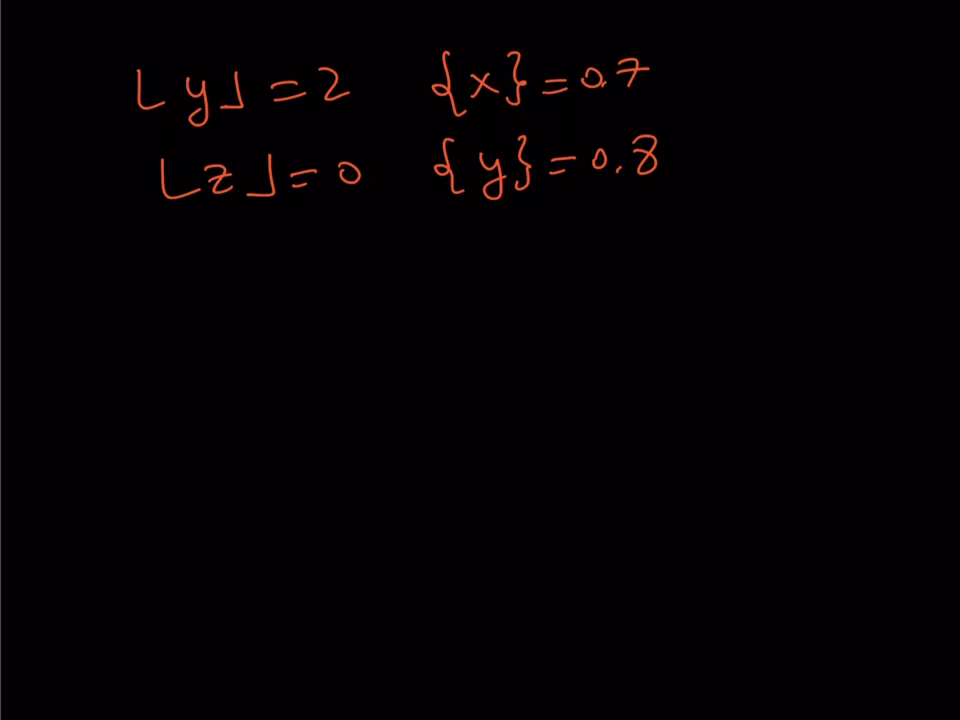 ⌊y⌋ = 2 {x} = 0.7
⌊z⌋ = 0 {y} = 0.8